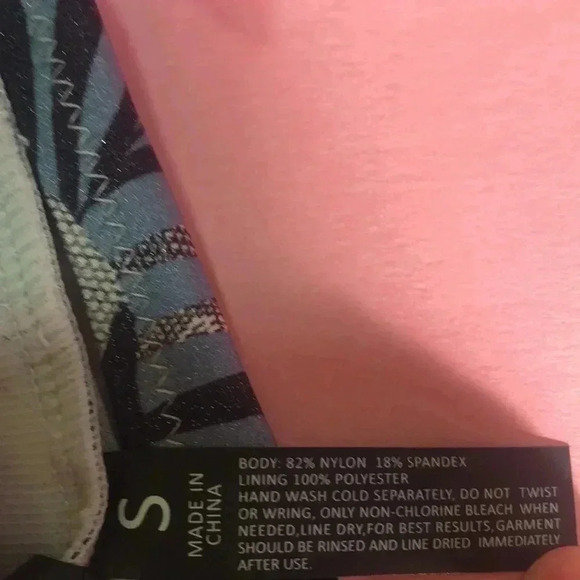 S
MADE IN
CHINA
BODY: 82% NYLON 18% SPANDEX
LINING 100% POLYESTER
HAND WASH COLD SEPARATELY, DO NOT TWIST
OR WRING, ONLY NON-CHLORINE BLEACH WHEN
NEEDED,LINE DRY,FOR BEST RESULTS,GARMENT
SHOULD BE RINSED AND LINE DRIED IMMEDIATELY
AFTER USE.